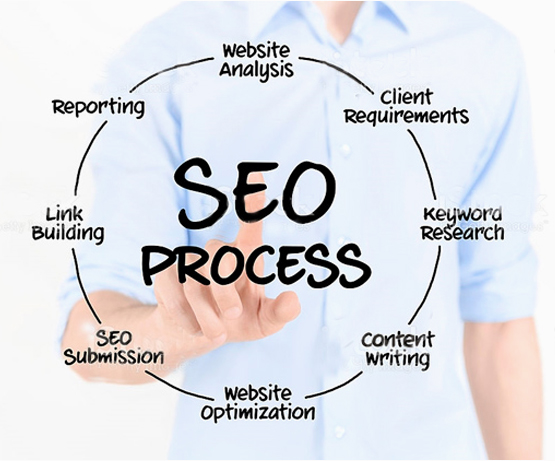 Website
Analysis
Client
Requirements
Keyword
Research
Content
Writing
Website
Optimization
SEO
Submission
Link
Building
Reporting
SEO
PROCESS